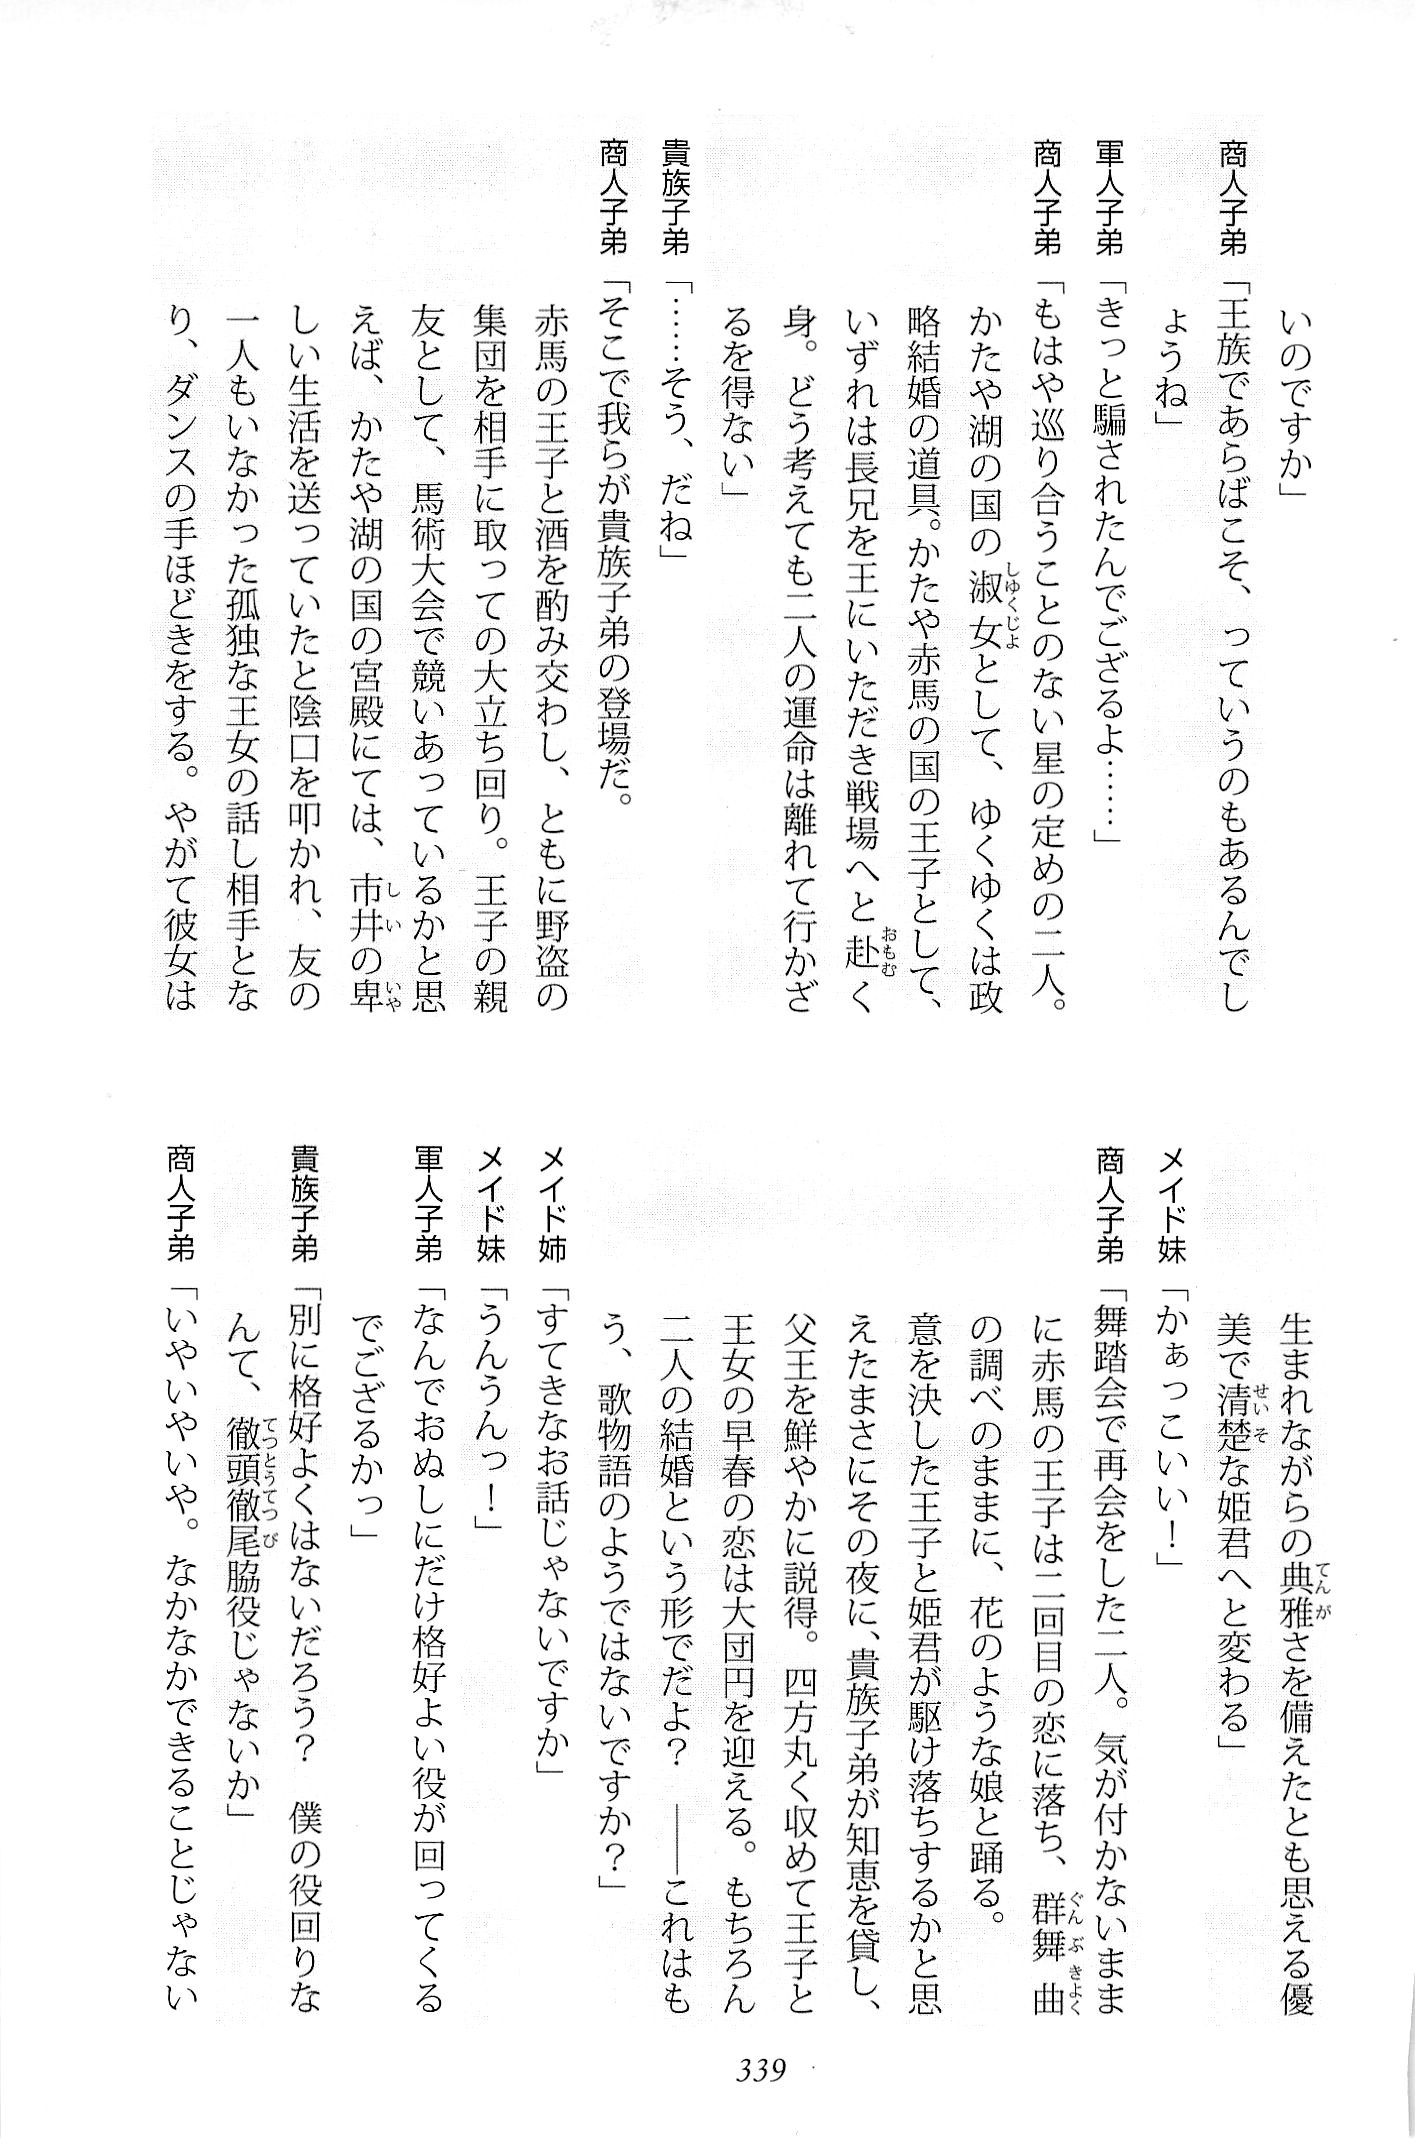 いのですか」
商人子弟「王族であらばこそ、っていうのもあるんでし
ょうね」
軍人子弟「きっと騙されたんでござるよ……」
商人子弟「もはや巡り合うことのない星の定めの二人。
かたや湖の国の淑女として、ゆくゆくは政
略結婚の道具。かたや赤馬の国の王子として、
いずれは長兄を王にいただき戦場へと赴く
身。どう考えても二人の運命は離れて行かざ
るを得ない」
貴族子弟「……そう、だね」
商人子弟「そこで我らが貴族子弟の登場だ。
赤馬の王子と酒を酌み交わし、ともに野盗の
集団を相手に取っての大立ち回り。王子の親
友として、馬術大会で競いあっているかと思
えば、かたや湖の国の宮殿にては、市井の卑
しい生活を送っていたと陰口を叩かれ、友の
一人もいなかった孤独な王女の話し相手とな
り、ダンスの手ほどきをする。やがて彼女は
生まれながらの典雅さを備えたとも思える優
美で清楚な姫君へと変わる」
メイド妹「かぁっこいい！」
商人子弟「舞踏会で再会をした二人。気が付かないまま
に赤馬の王子は二回目の恋に落ち、群舞曲
の調べのままに、花のような娘と踊る。
意を決した王子と姫君が駆け落ちするかと思
えたまさにその夜に、貴族子弟が知恵を貸し、
父王を鮮やかに説得。四方丸く収めて王子と
王女の早春の恋は大団円を迎える。もちろん
二人の結婚という形でだよ？　――これはも
う、歌物語のようではないですか？」
メイド姉「すてきなお話じゃないですか」
メイド妹「うんうんっ！」
軍人子弟「なんでおぬしにだけ格好よい役が回ってくる
でござるかっ」
貴族子弟「別に格好よくはないだろう？　僕の役回りな
んて、徹頭徹尾脇役じゃないか」
商人子弟「いやいやいや。なかなかできることじゃない
339